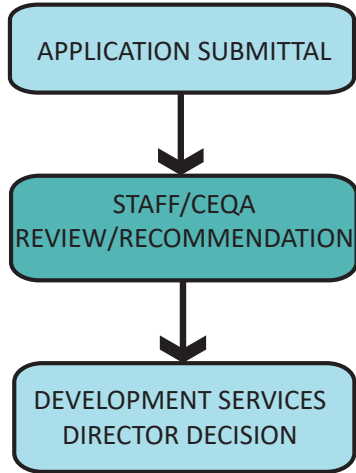 APPLICATION SUBMITTAL
STAFF/CEQA
REVIEW/RECOMMENDATION
DEVELOPMENT SERVICES
DIRECTOR DECISION